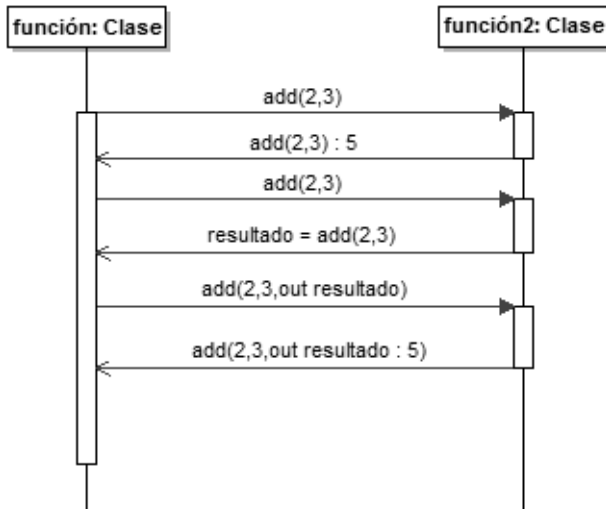 función: Clase
función2: Clase
add(2,3)
add(2,3) : 5
add(2,3)
resultado = add(2,3)
add(2,3,out resultado)
add(2,3,out resultado : 5)